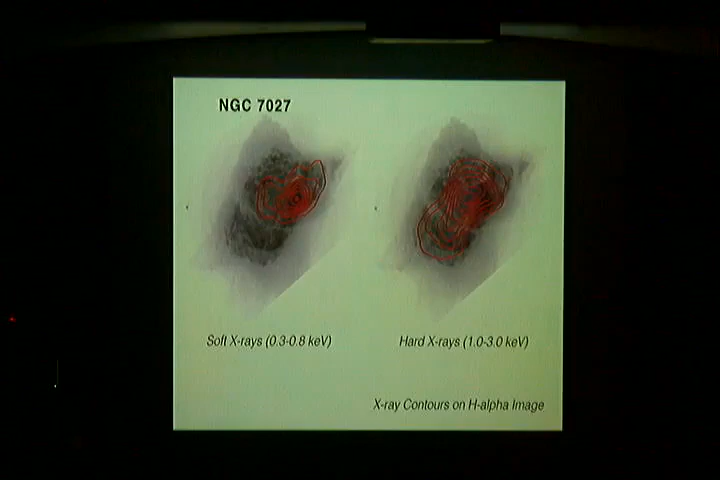 NGC 7027
Soft X-rays (0.3-0.8 keV)
Hard X-rays (1.0-3.0 keV)
X-ray Contours on H-alpha Image